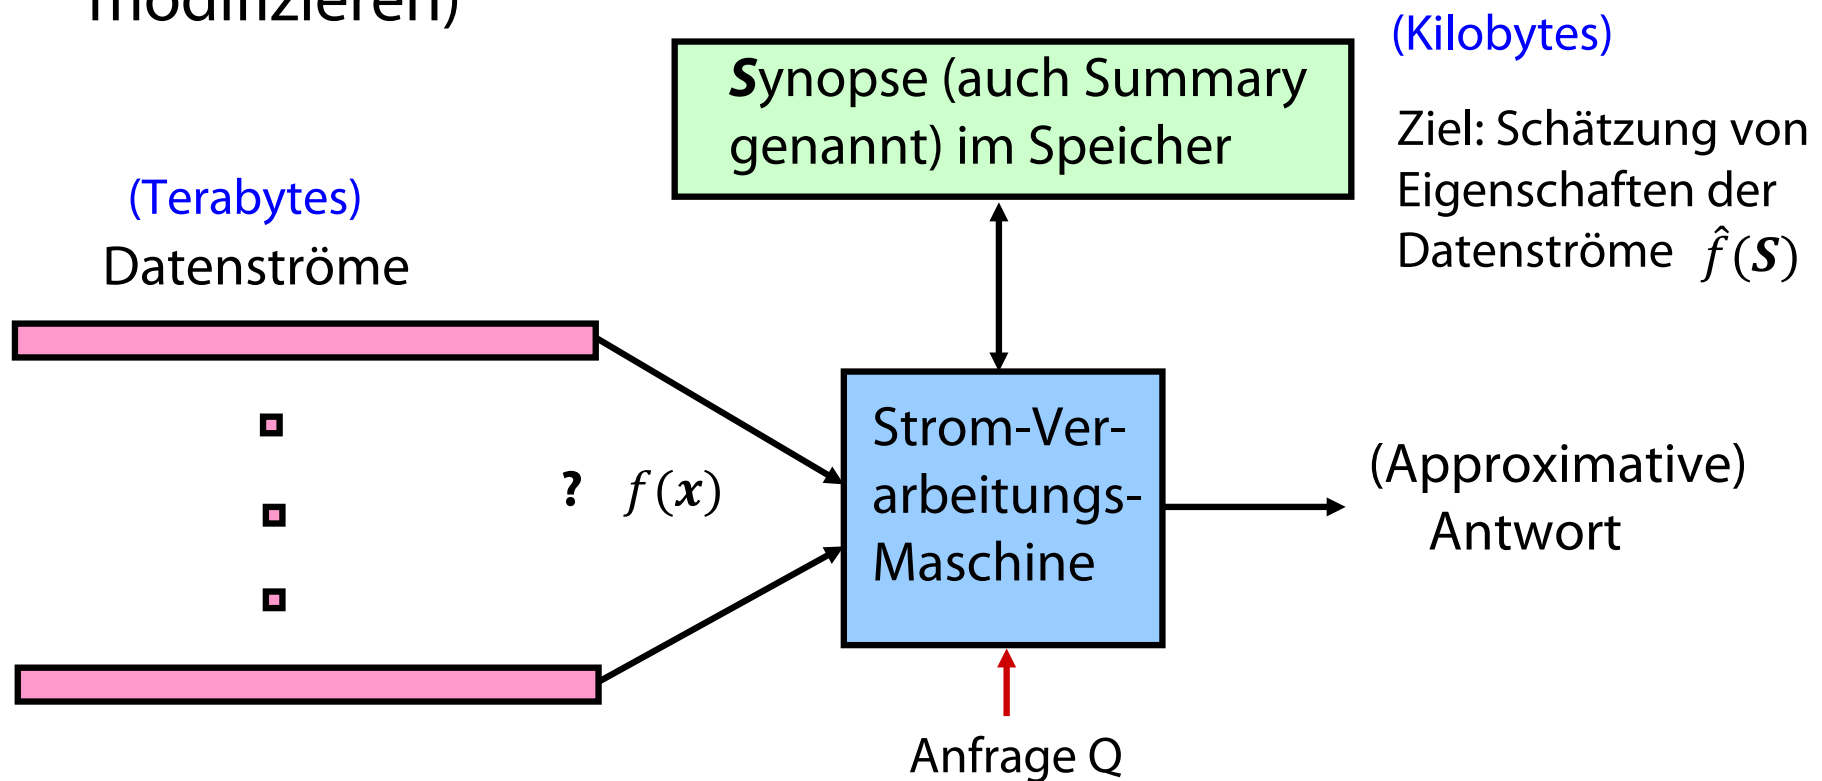 modifizieren)
(Kilobytes)
Synopse (auch Summary
genannt) im Speicher
Ziel: Schätzung von
Eigenschaften der
Datenströme f̂(S)
(Terabytes)
Datenströme
? f(x)
Strom-Ver-
arbeitungs-
Maschine
(Approximative)
Antwort
Anfrage Q